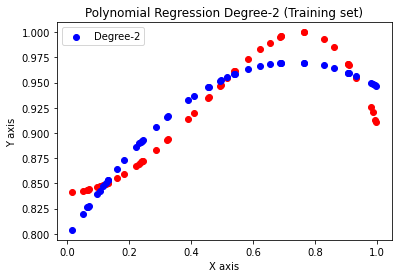 Polynomial Regression Degree-2 (Training set)
Degree-2
1.000
0.975
0.950
0.925
0.900
0.875
0.850
0.825
0.800
Y axis
0.0 0.2 0.4 0.6 0.8 1.0
X axis